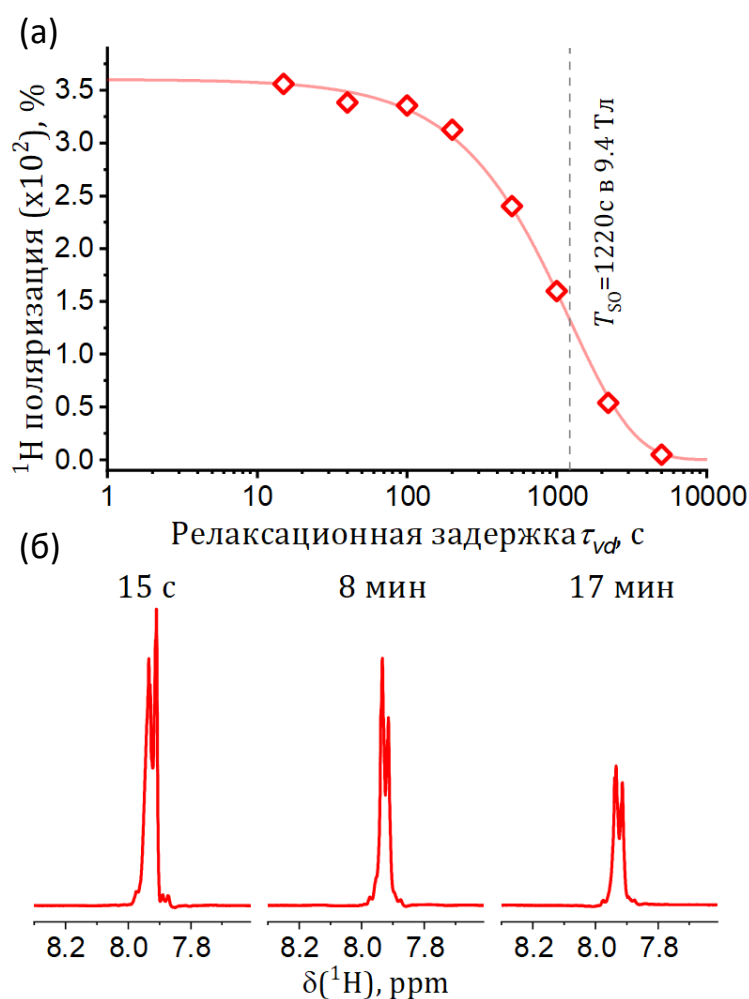 (а)
¹H поляризация (x10²), %
3.5
3.0
2.5
2.0
1.5
1.0
0.5
0.0
T_SO=1220с в 9.4 Тл
1 10 100 1000 10000
Релаксационная задержка τ_vd, с
(б)
15 с 8 мин 17 мин
8.2 8.0 7.8 8.2 8.0 7.8 8.2 8.0 7.8
δ(¹H), ppm